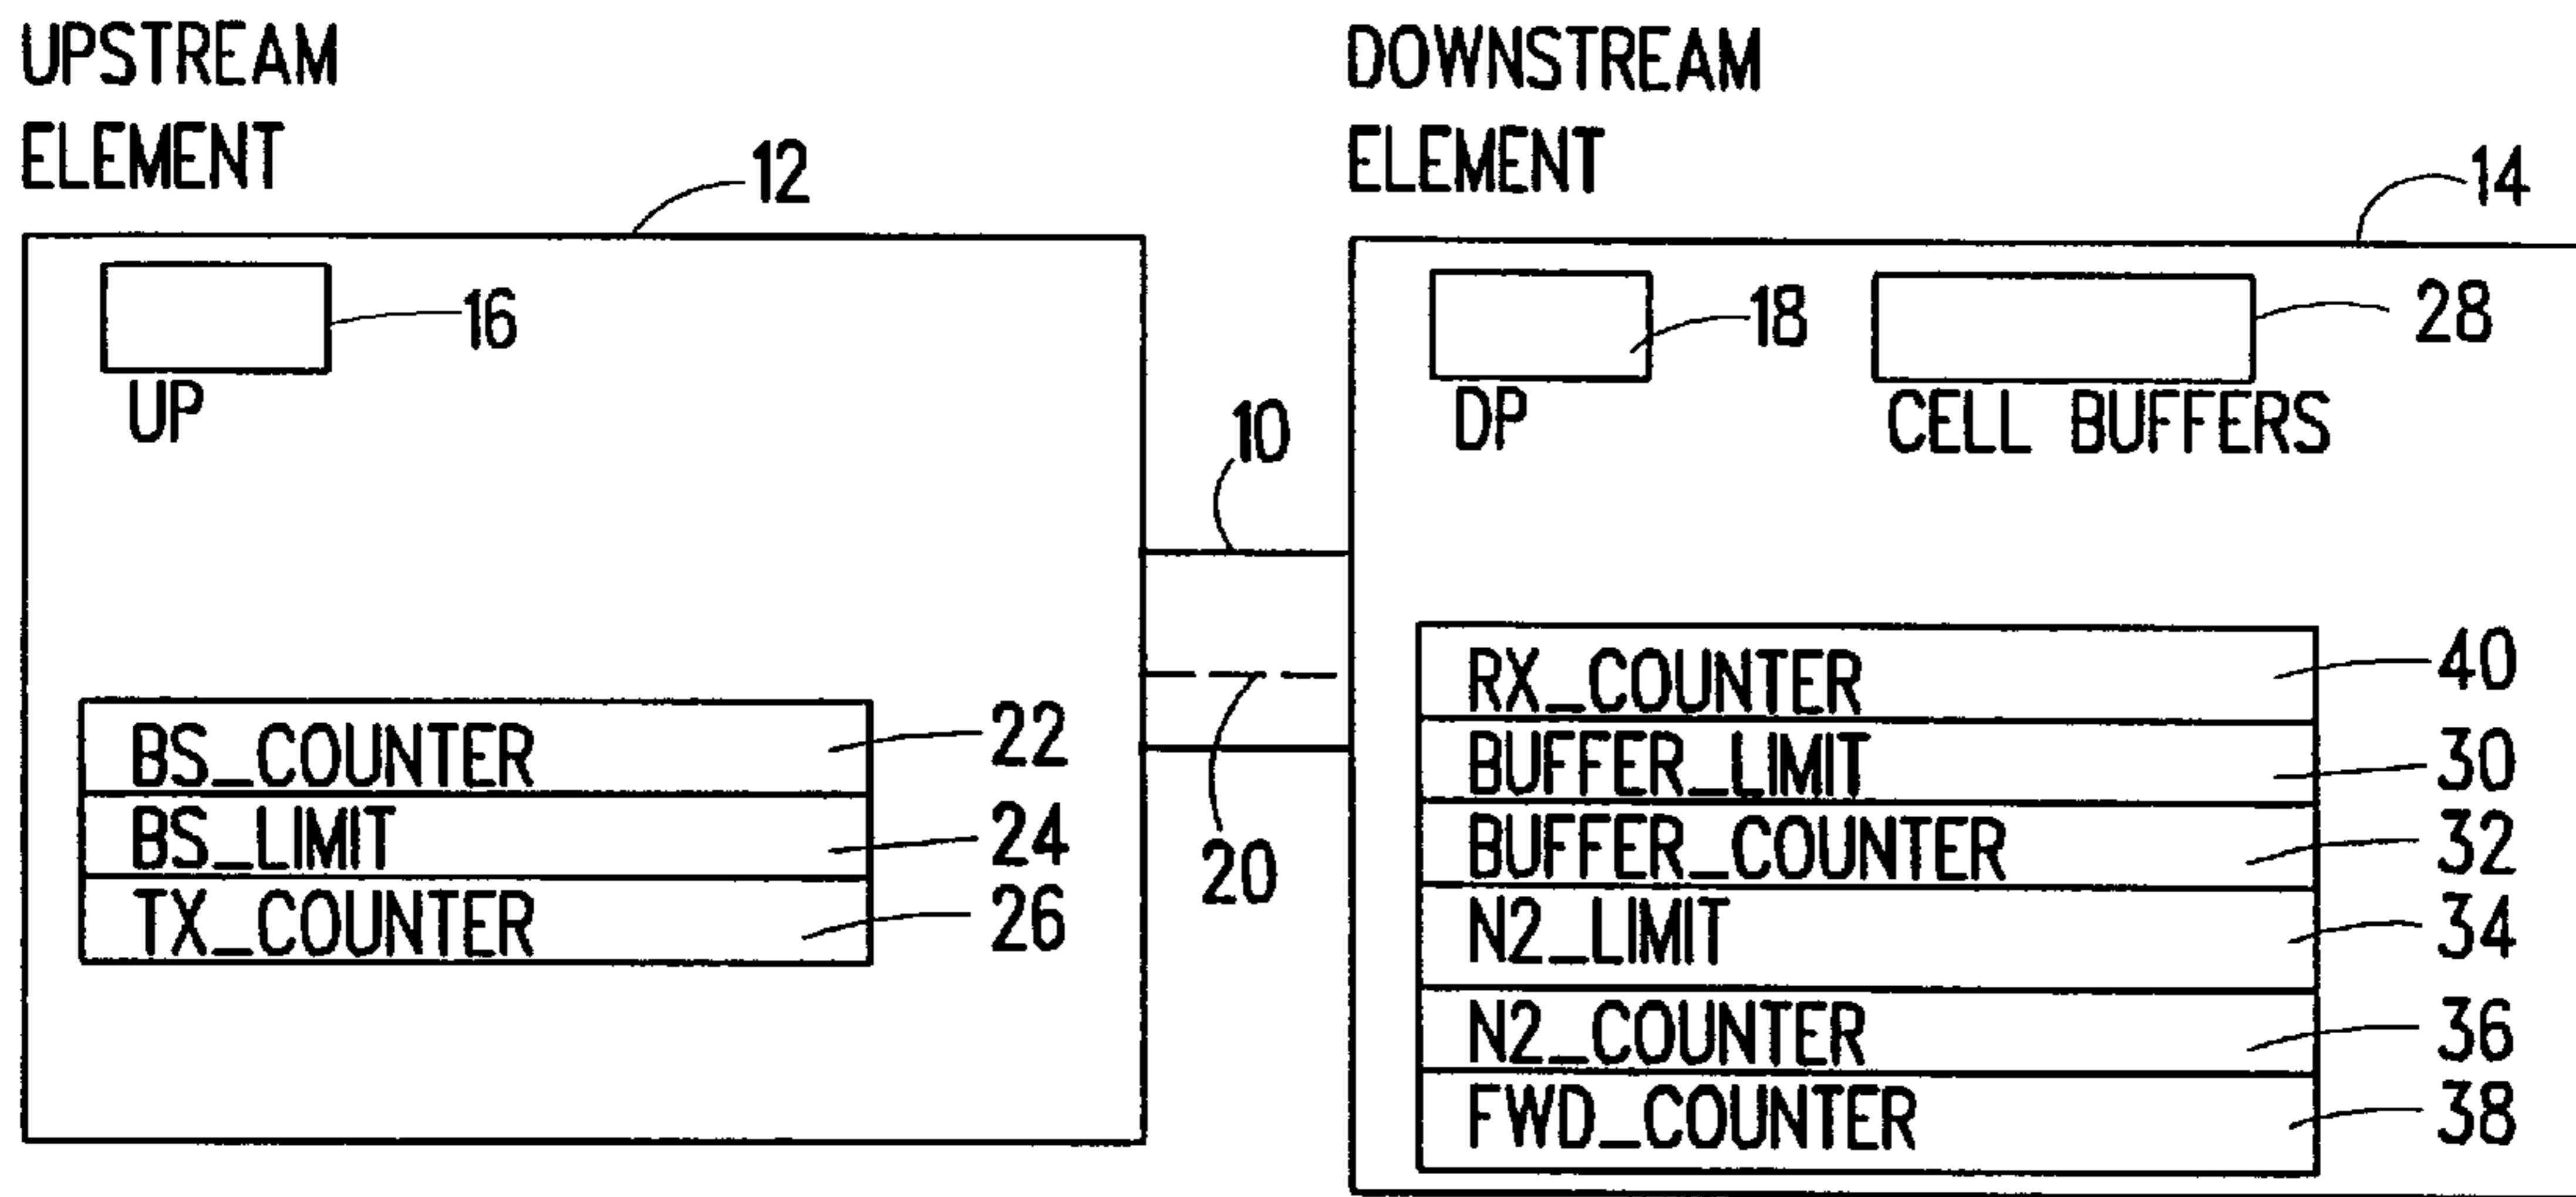 UPSTREAM
ELEMENT
12
16
UP
BS_COUNTER
22
BS_LIMIT
24
TX_COUNTER
26
10
20
DOWNSTREAM
ELEMENT
14
18
DP
28
CELL BUFFERS
RX_COUNTER
40
BUFFER_LIMIT
30
BUFFER_COUNTER
32
N2_LIMIT
34
N2_COUNTER
36
FWD_COUNTER
38